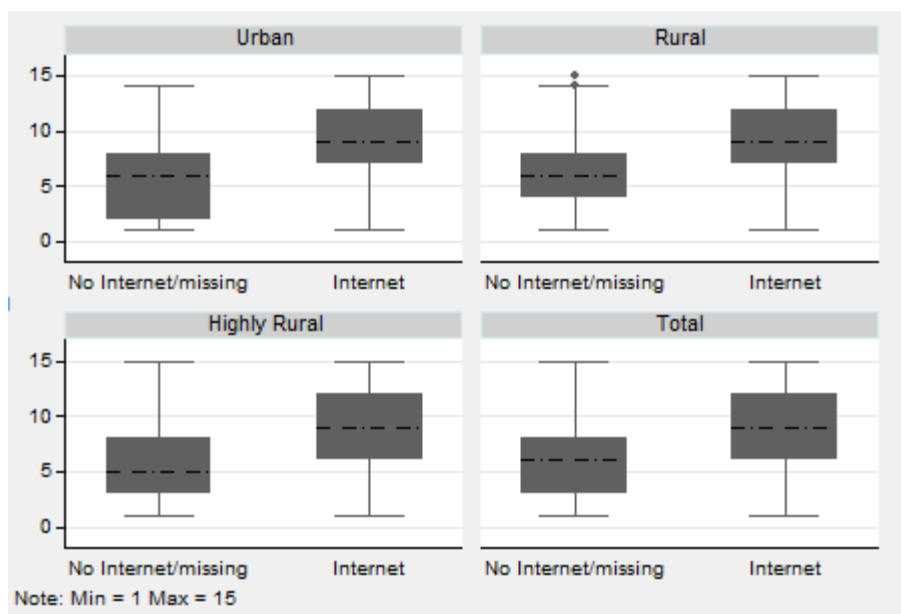 Urban Rural
15
10
5
0
No Internet/missing Internet No Internet/missing Internet
Highly Rural Total
15
10
5
0
No Internet/missing Internet No Internet/missing Internet
Note: Min = 1 Max = 15